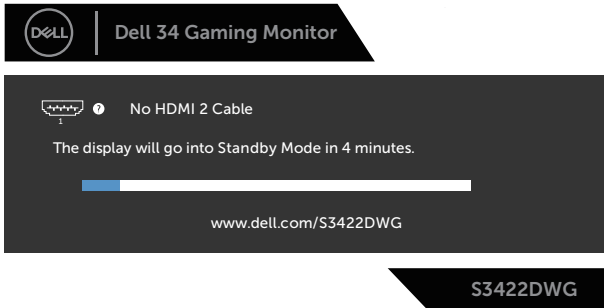 DELL
Dell 34 Gaming Monitor
? No HDMI 2 Cable
1
The display will go into Standby Mode in 4 minutes.
www.dell.com/S3422DWG
S3422DWG